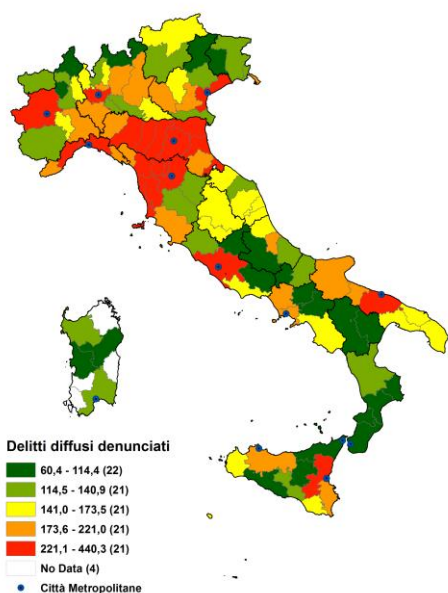 Delitti diffusi denunciati
60,4 - 114,4 (22)
114,5 - 140,9 (21)
141,0 - 173,5 (21)
173,6 - 221,0 (21)
221,1 - 440,3 (21)
No Data (4)
Città Metropolitane